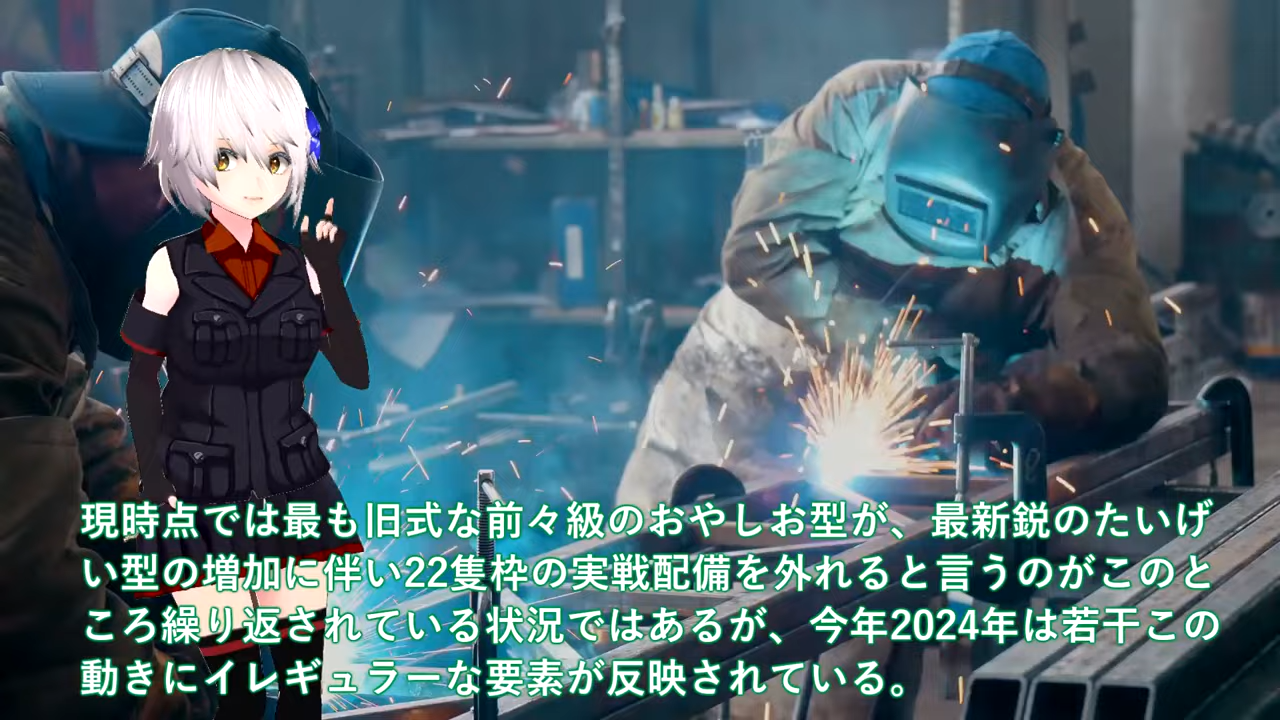 現時点では最も旧式な前々級のおやしお型が、最新鋭のたいげ
い型の増加に伴い22隻枠の実戦配備を外れると言うのがこのと
ころ繰り返されている状況ではあるが、今年2024年は若干この
動きにイレギュラーな要素が反映されている。